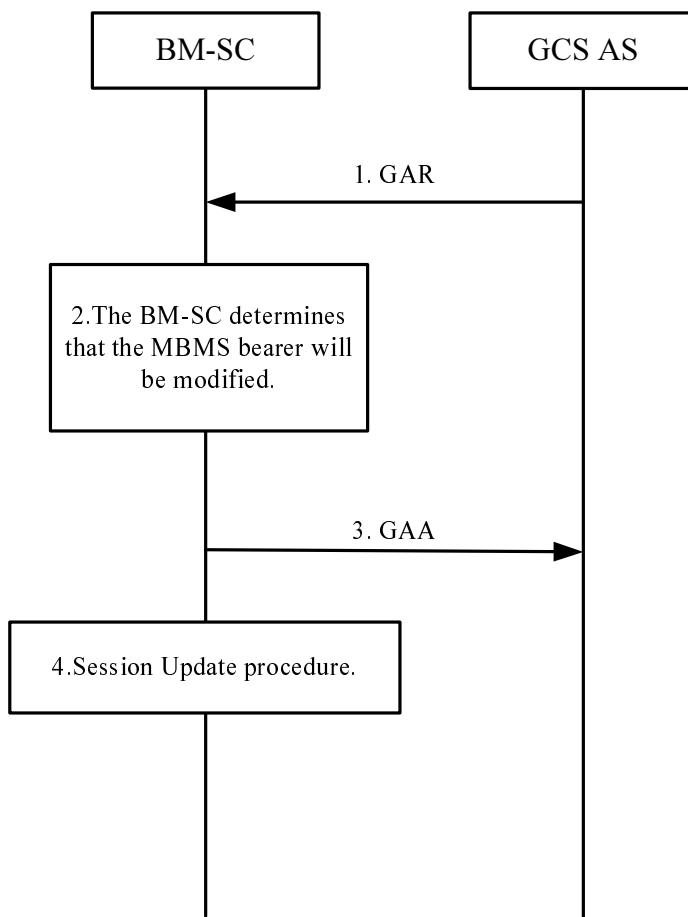 BM-SC
GCS AS
1. GAR
2.The BM-SC determines
that the MBMS bearer will
be modified.
3. GAA
4.Session Update procedure.